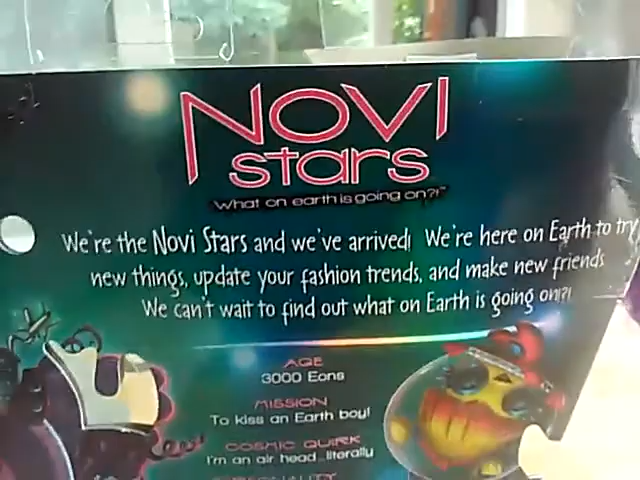 NOVI
stars
What on earth is going on?!
We're the Novi Stars and we've arrived! We're here on Earth to try
new things, update your fashion trends, and make new friends
We can't wait to find out what on Earth is going on?!
AGE
3000 Eons
MISSION
To kiss an Earth boy!
COSMIC QUIRK
I'm an air head...literally